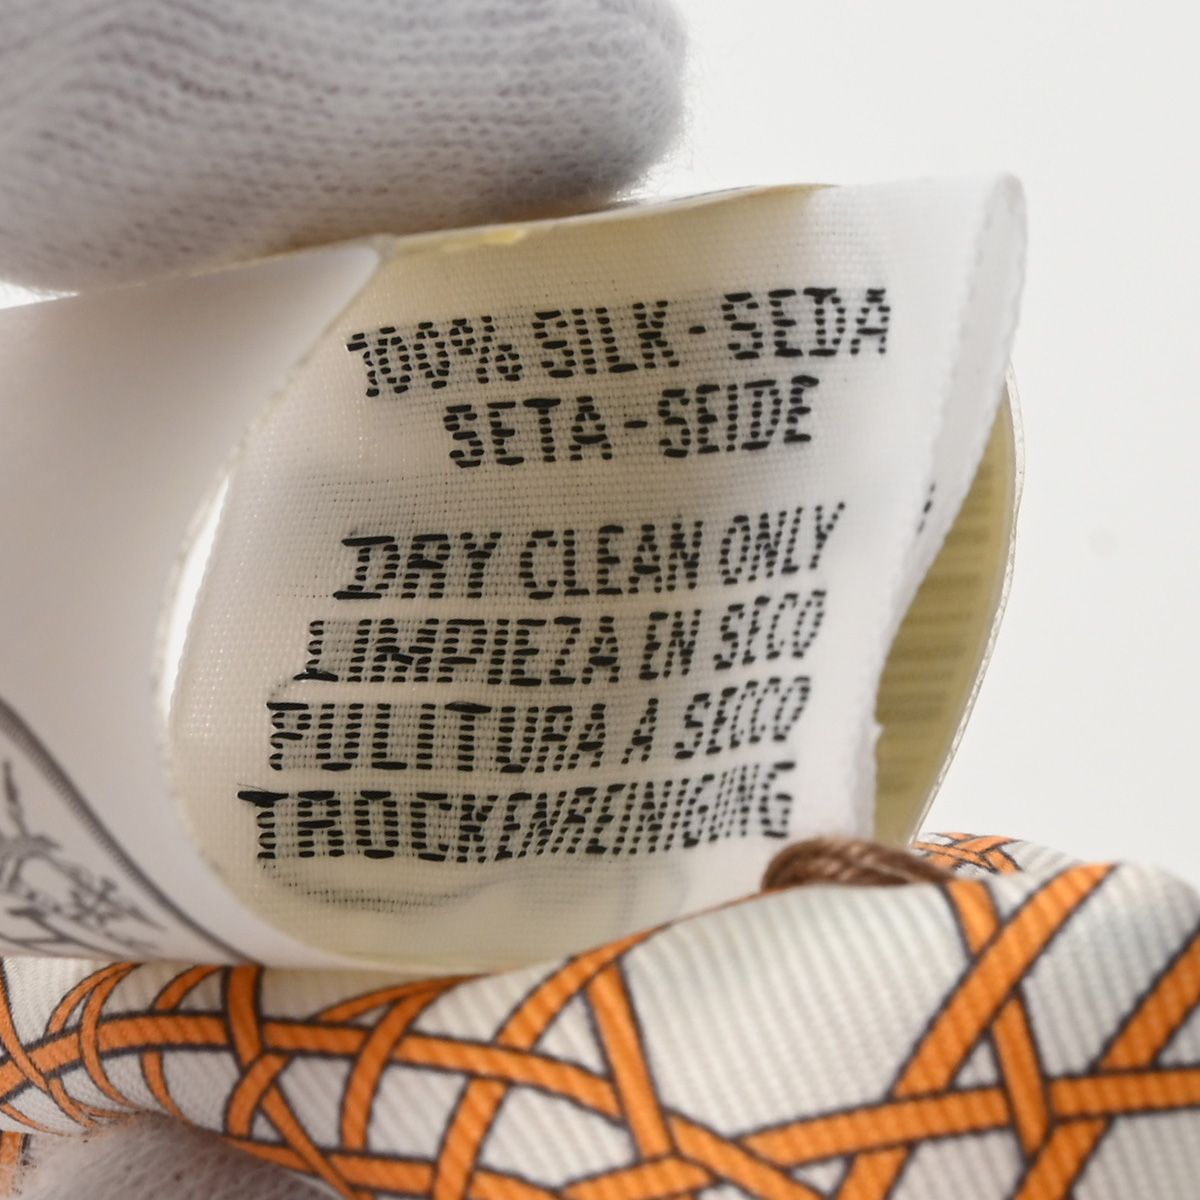 100% SILK - SEDA
SETA - SEIDE
DRY CLEAN ONLY
LIMPIEZA EN SECO
PULITURA A SECCO
TROCKENREINIGUNG